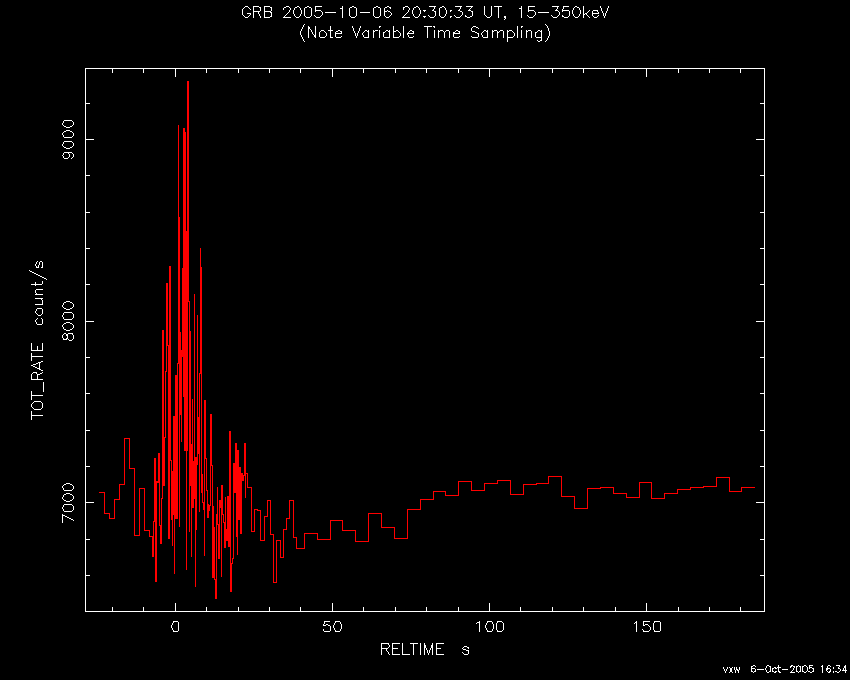 GRB 2005-10-06 20:30:33 UT, 15-350keV
(Note Variable Time Sampling)
TOT_RATE count/s
9000
8000
7000
0 50 100 150
RELTIME s
vxw 6-Oct-2005 16:34